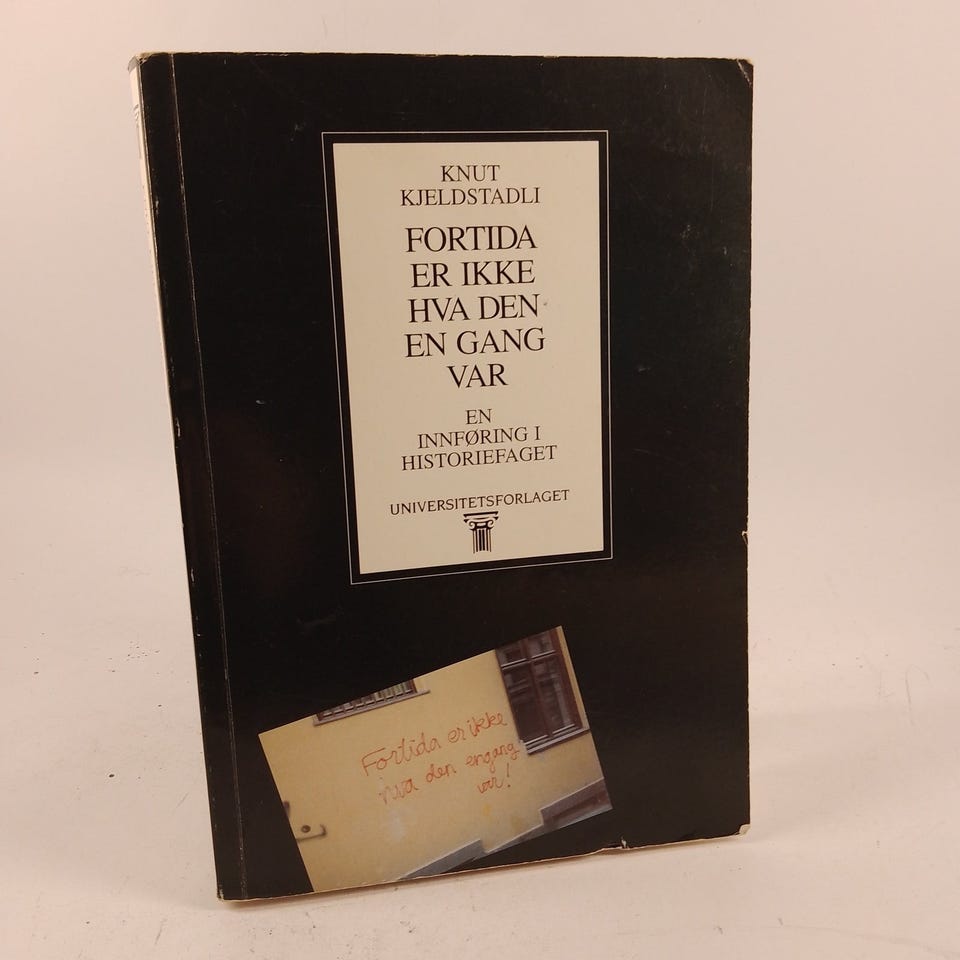 KNUT
KJELDSTADLI
FORTIDA
ER IKKE
HVA DEN
EN GANG
VAR
EN
INNFØRING I
HISTORIEFAGET
UNIVERSITETSFORLAGET
Fortida er ikke
hva den engang
var!